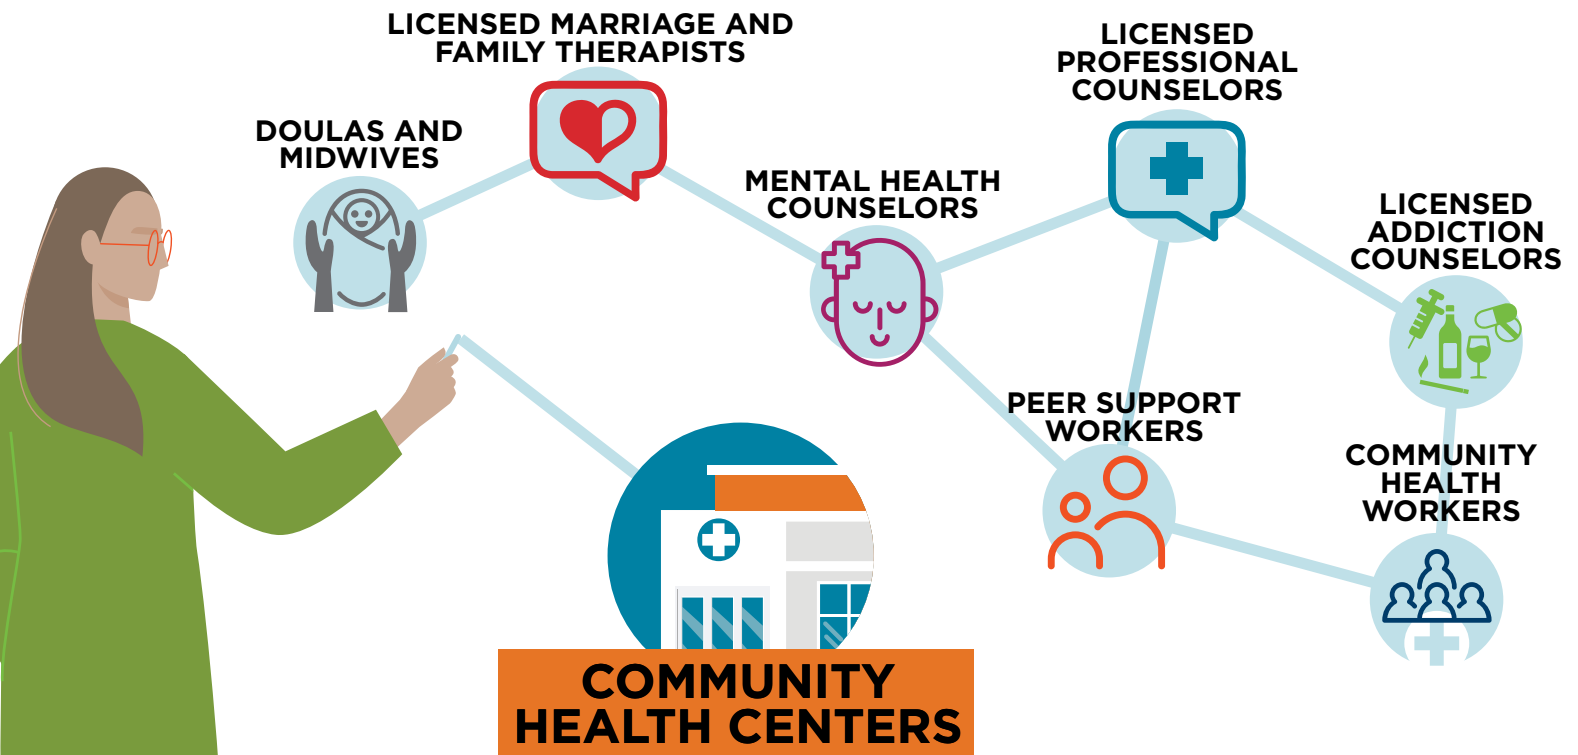 LICENSED MARRIAGE AND
FAMILY THERAPISTS
LICENSED
PROFESSIONAL
COUNSELORS
DOULAS AND
MIDWIVES
MENTAL HEALTH
COUNSELORS
LICENSED
ADDICTION
COUNSELORS
PEER SUPPORT
WORKERS
COMMUNITY
HEALTH
WORKERS
COMMUNITY
HEALTH CENTERS